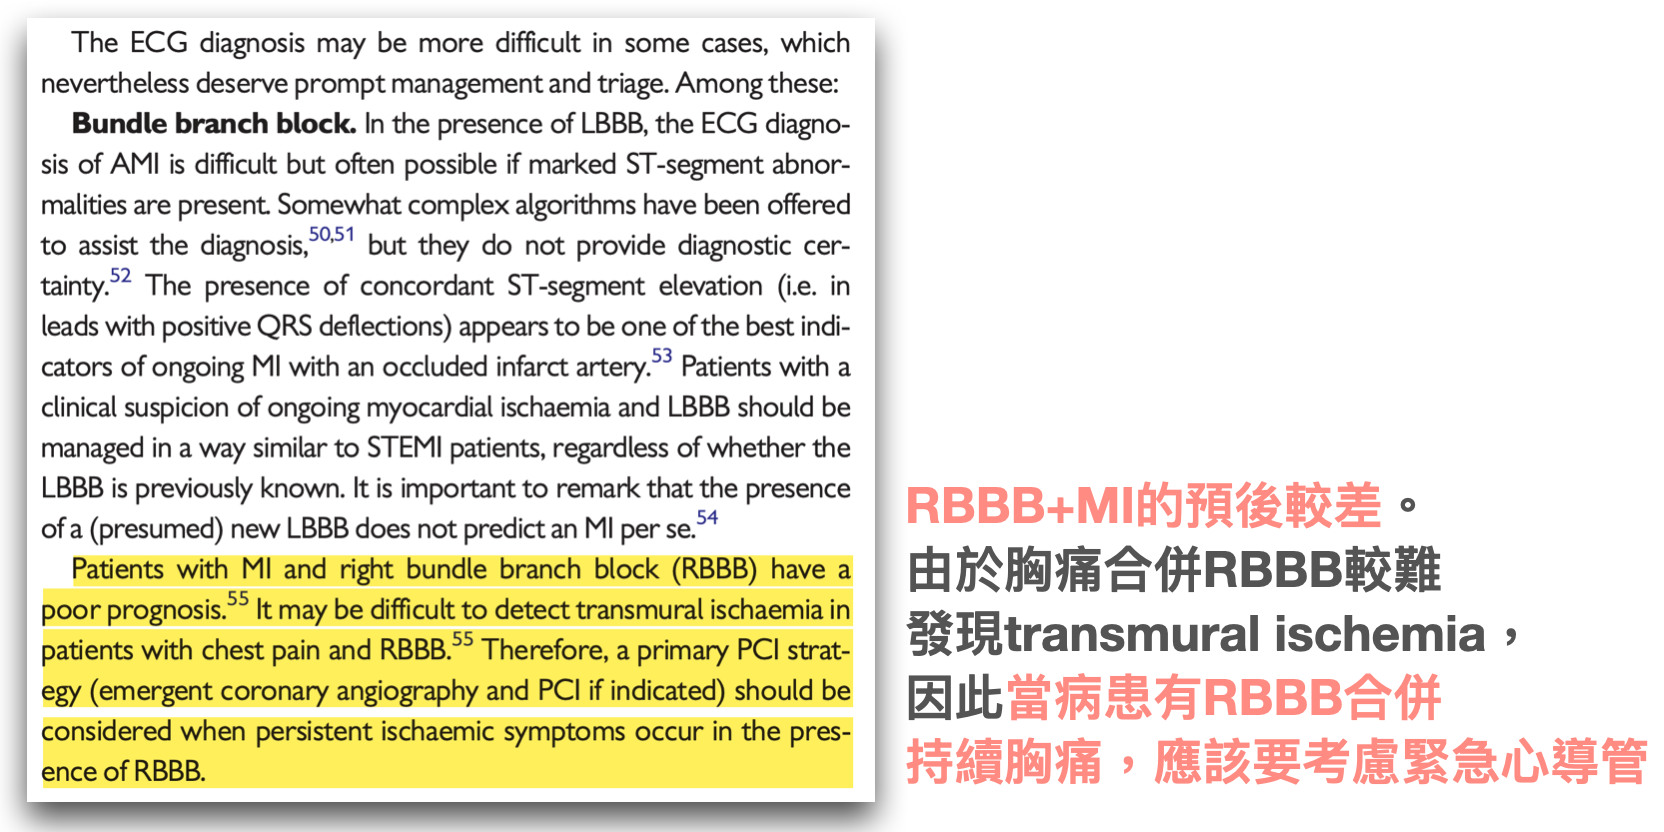 The ECG diagnosis may be more difficult in some cases, which
nevertheless deserve prompt management and triage. Among these:
Bundle branch block. In the presence of LBBB, the ECG diagno-
sis of AMI is difficult but often possible if marked ST-segment abnor-
malities are present. Somewhat complex algorithms have been offered
to assist the diagnosis,50,51 but they do not provide diagnostic cer-
tainty.52 The presence of concordant ST-segment elevation (i.e. in
leads with positive QRS deflections) appears to be one of the best indi-
cators of ongoing MI with an occluded infarct artery.53 Patients with a
clinical suspicion of ongoing myocardial ischaemia and LBBB should be
managed in a way similar to STEMI patients, regardless of whether the
LBBB is previously known. It is important to remark that the presence
of a (presumed) new LBBB does not predict an MI per se.54
Patients with MI and right bundle branch block (RBBB) have a
poor prognosis.55 It may be difficult to detect transmural ischaemia in
patients with chest pain and RBBB.55 Therefore, a primary PCI strat-
egy (emergent coronary angiography and PCI if indicated) should be
considered when persistent ischaemic symptoms occur in the pres-
ence of RBBB.
RBBB+MI的預後較差。
由於胸痛合併RBBB較難
發現transmural ischemia，
因此當病患有RBBB合併
持續胸痛，應該要考慮緊急心導管